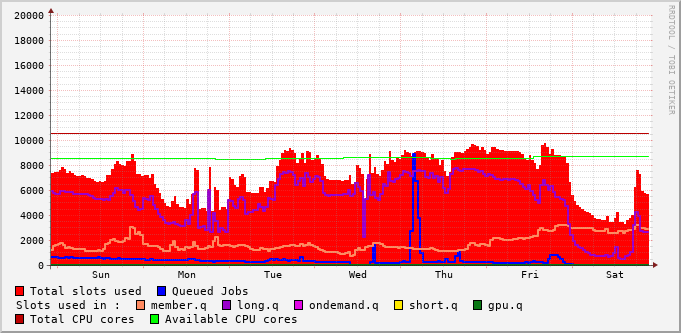 RRDTOOL / TOBI OETIKER
20000
18000
16000
14000
12000
10000
8000
6000
4000
2000
0
Sun Mon Tue Wed Thu Fri Sat
Total slots used Queued Jobs
Slots used in : member.q long.q ondemand.q short.q gpu.q
Total CPU cores Available CPU cores